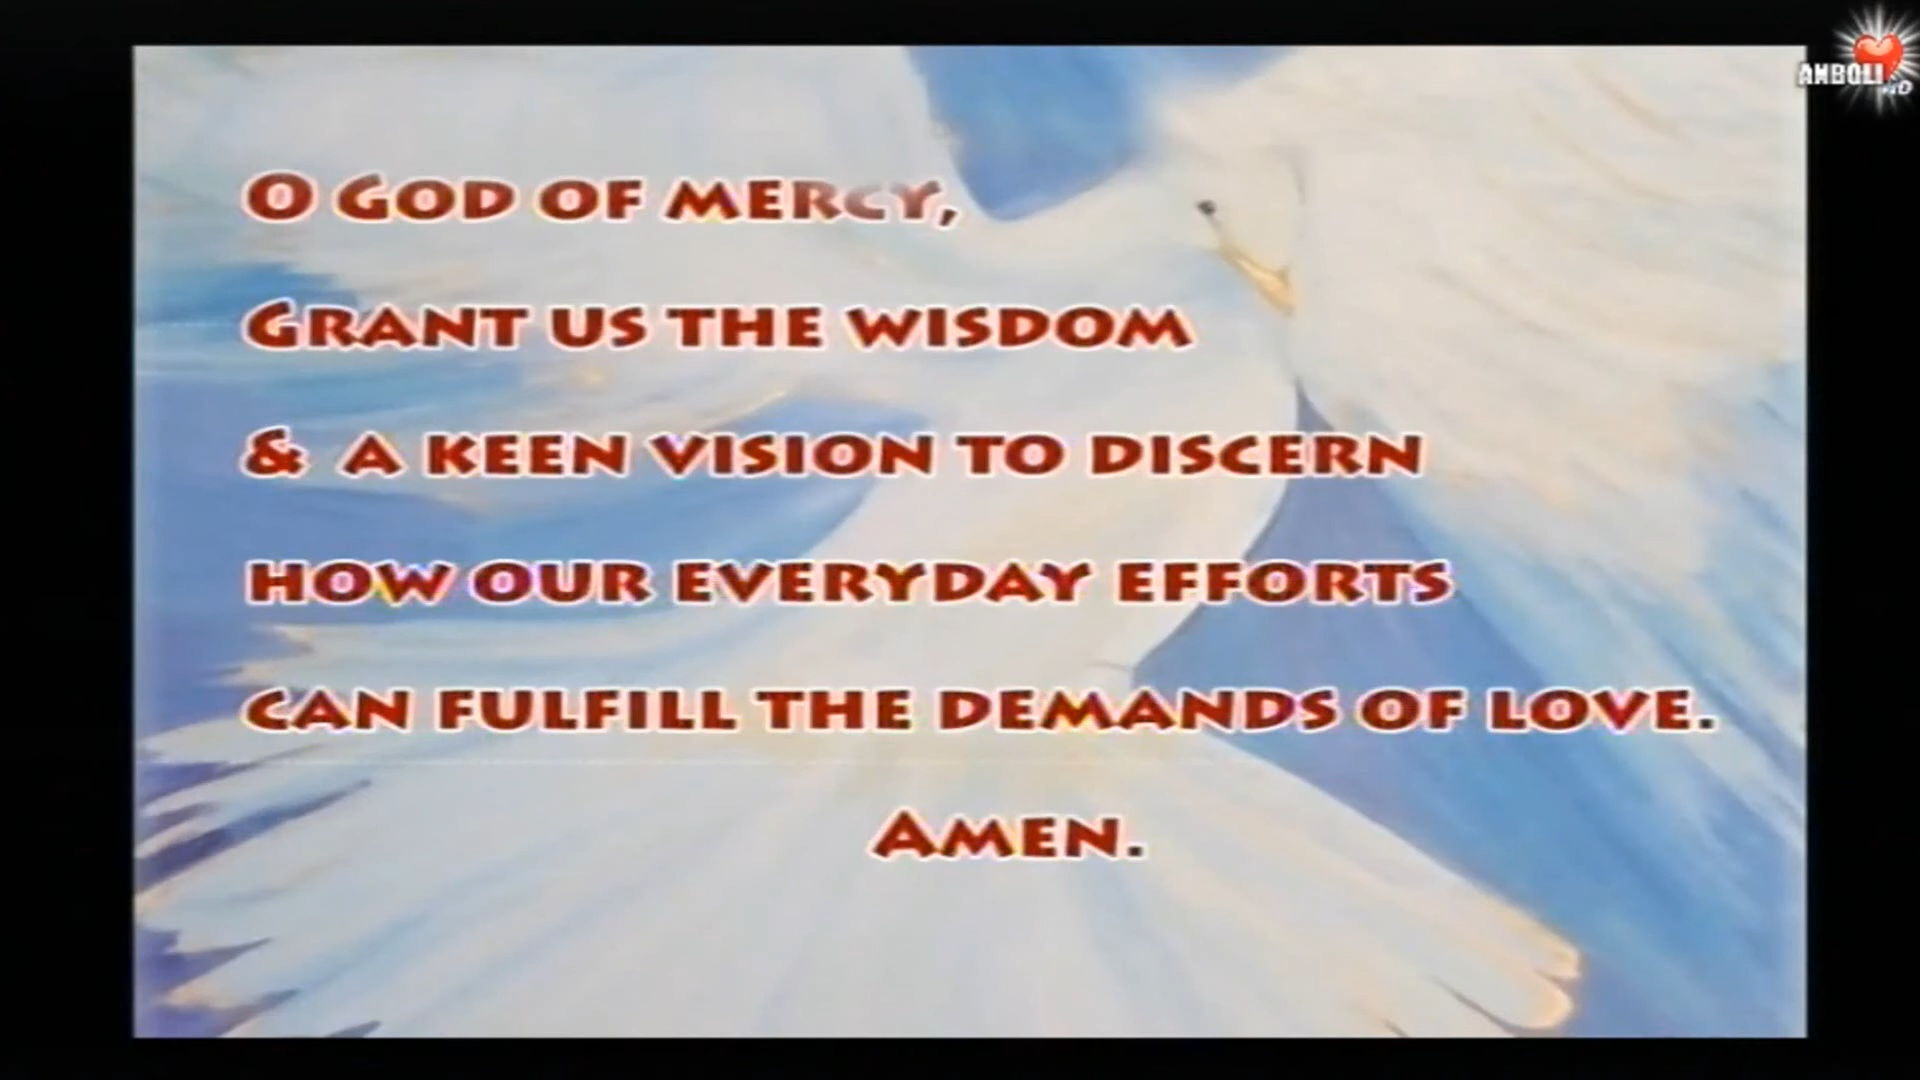 O God of mercy,
Grant us the wisdom
& a keen vision to discern
how our everyday efforts
can fulfill the demands of love.
Amen.
ANBOLI HD